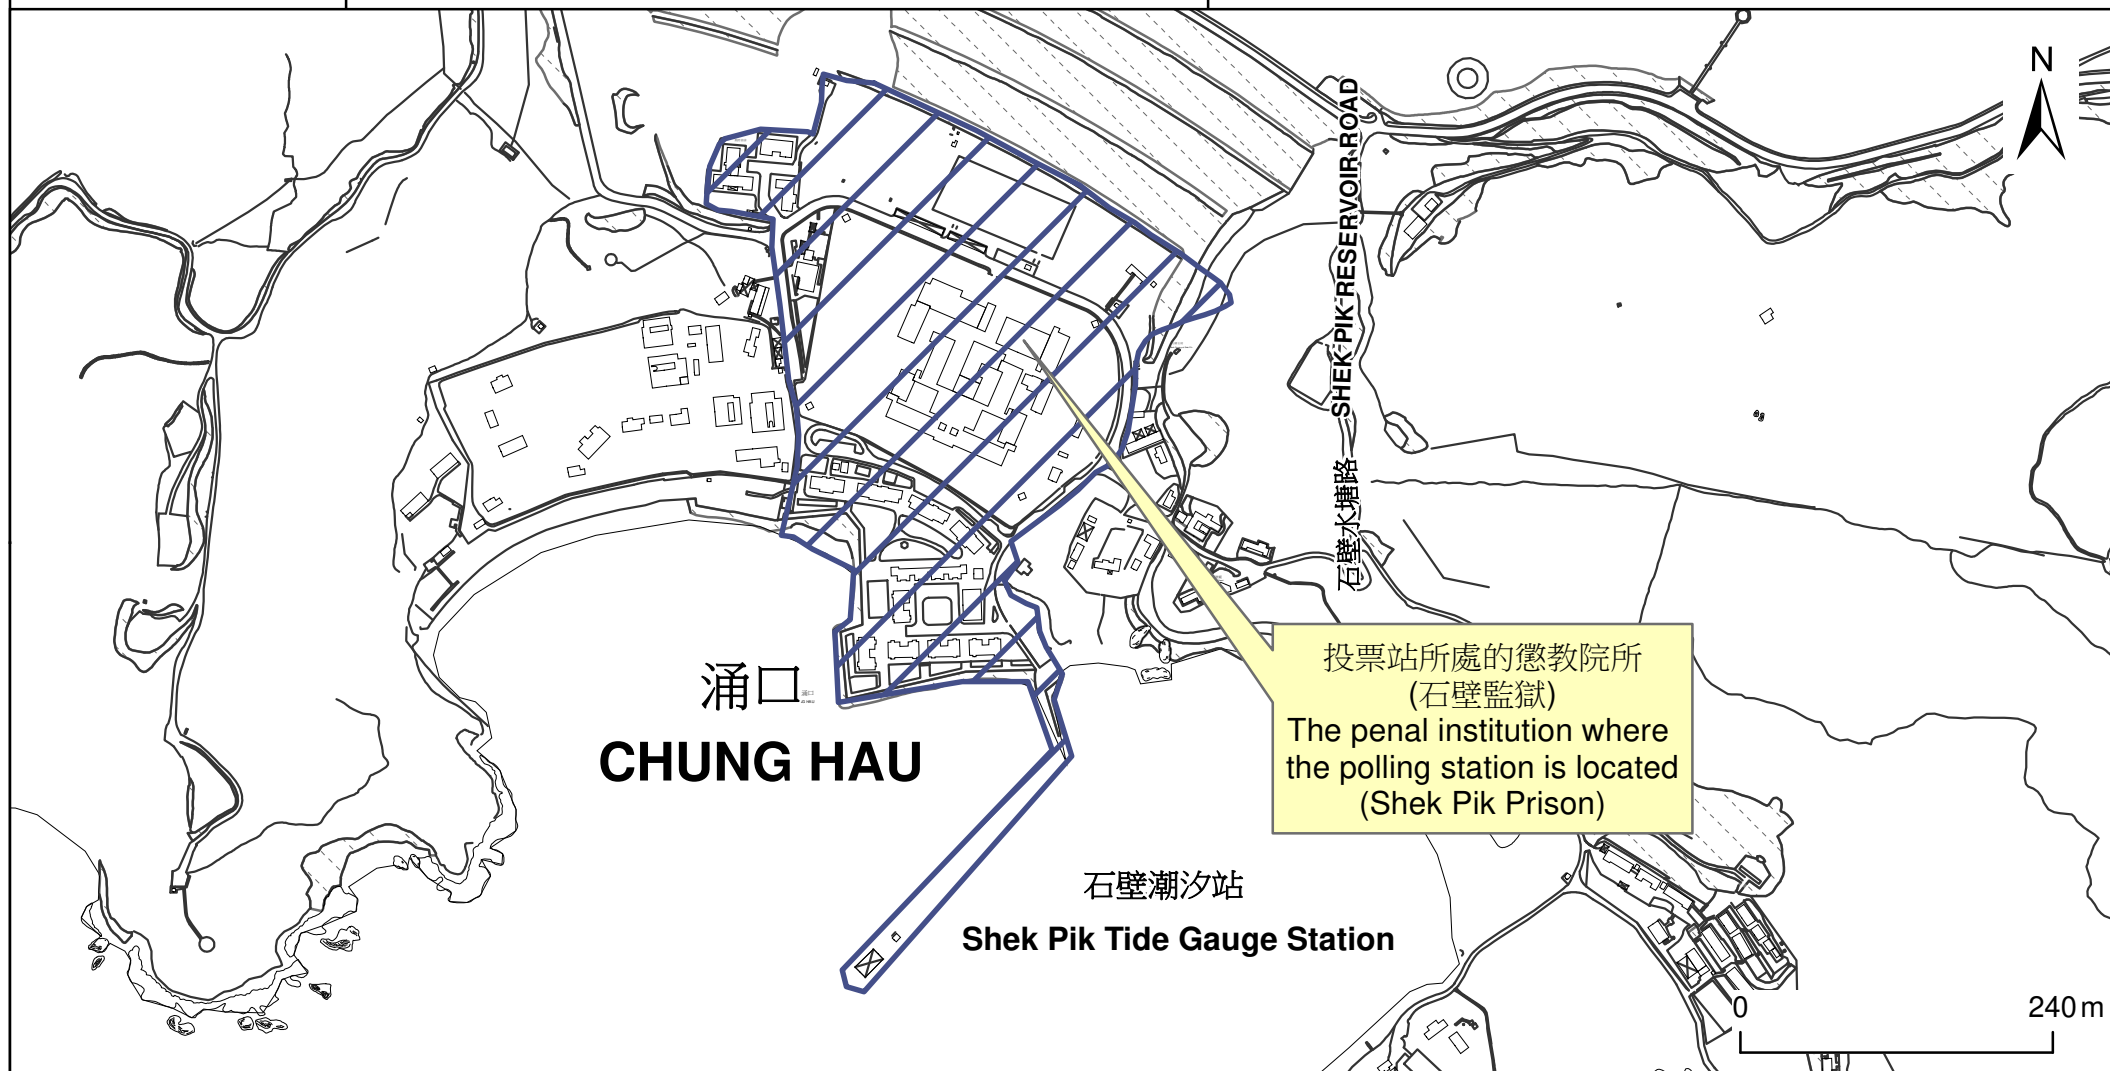 N
SHEK PIK RESERVOIR ROAD
石壁水塘路
投票站所處的懲教院所
(石壁監獄)
The penal institution where
the polling station is located
(Shek Pik Prison)
涌口
涌口
CHUNG HAU
石壁潮汐站
Shek Pik Tide Gauge Station
0 240 m